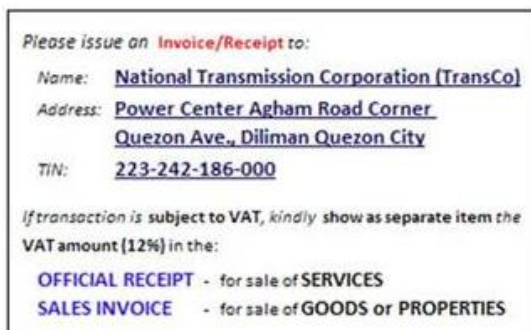 Please issue an Invoice/Receipt to:
Name: National Transmission Corporation (TransCo)
Address: Power Center Agham Road Corner
Quezon Ave., Diliman Quezon City
TIN: 223-242-186-000
If transaction is subject to VAT, kindly show as separate item the
VAT amount (12%) in the:
OFFICIAL RECEIPT - for sale of SERVICES
SALES INVOICE - for sale of GOODS or PROPERTIES